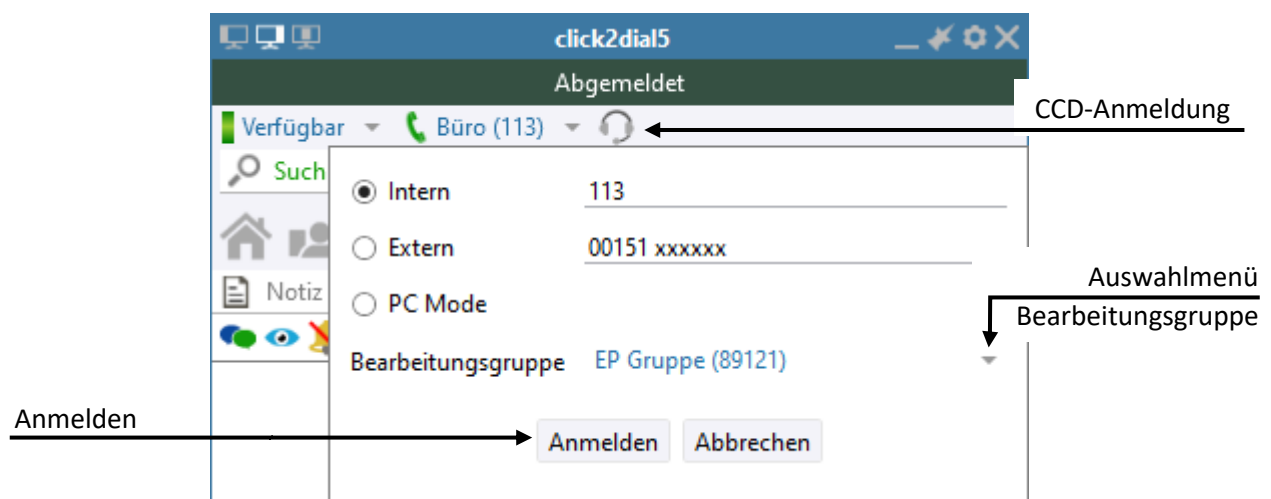 click2dial5
Abgemeldet
CCD-Anmeldung
Verfügbar Büro (113)
Such
Intern 113
Extern 00151 xxxxxx
Notiz
PC Mode
Auswahlmenü
Bearbeitungsgruppe
Bearbeitungsgruppe EP Gruppe (89121)
Anmelden
Anmelden Abbrechen